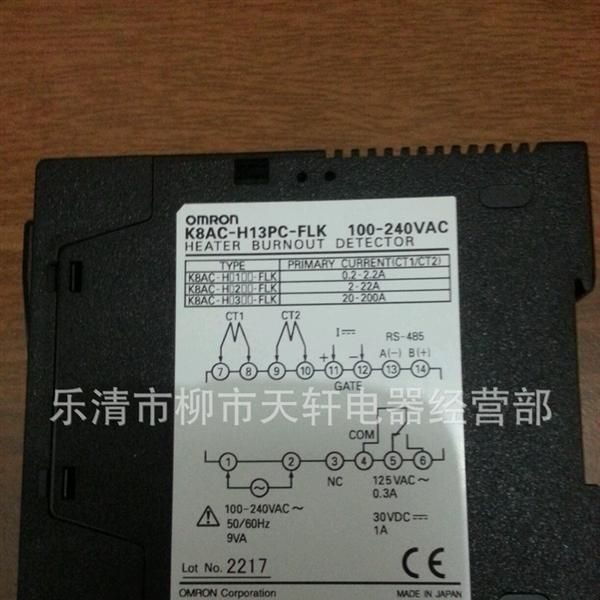 OMRON
K8AC-H13PC-FLK 100-240VAC
HEATER BURNOUT DETECTOR
TYPE PRIMARY CURRENT(CT1/CT2)
K8AC-H□1□□-FLK 0.2-2.2A
K8AC-H□2□□-FLK 2-22A
K8AC-H□3□□-FLK 20-200A
CT1 CT2 I RS-485
+ − A(−) B(+)
7 8 9 10 11 12 13 14
GATE
乐清市柳市天轩电器经营部
COM
1 2 3 4 5 6
NC 125VAC~
0.3A
100-240VAC~
50/60Hz
9VA
30VDC⎓
1A
Lot No. 2217 CE
OMRON Corporation MADE IN JAPAN